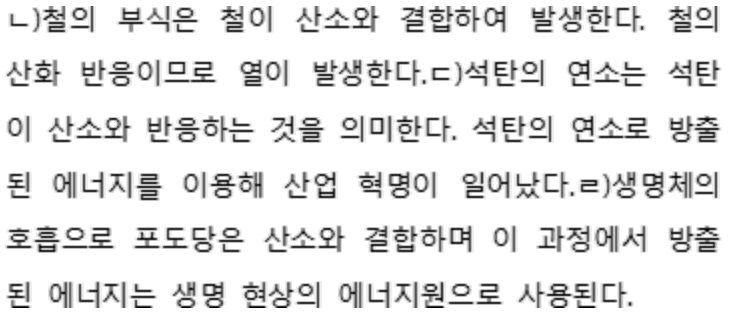 ㄴ)철의 부식은 철이 산소와 결합하여 발생한다. 철의
산화 반응이므로 열이 발생한다.ㄷ)석탄의 연소는 석탄
이 산소와 반응하는 것을 의미한다. 석탄의 연소로 방출
된 에너지를 이용해 산업 혁명이 일어났다.ㄹ)생명체의
호흡으로 포도당은 산소와 결합하며 이 과정에서 방출
된 에너지는 생명 현상의 에너지원으로 사용된다.